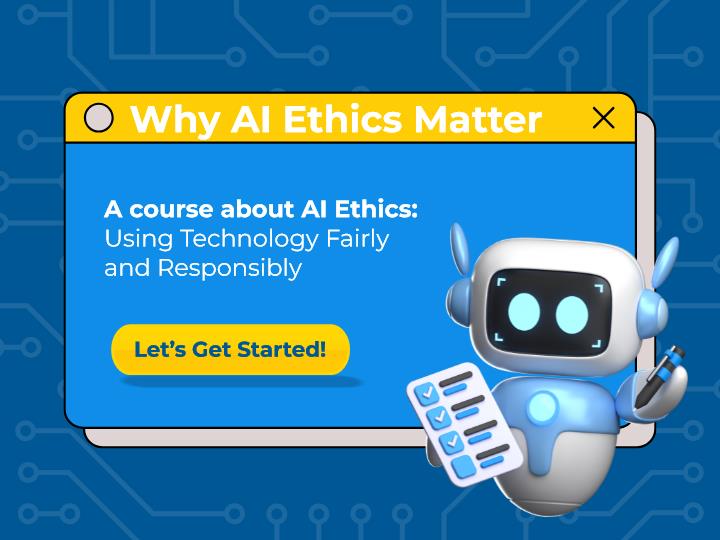 Why AI Ethics Matter
A course about AI Ethics:
Using Technology Fairly
and Responsibly
Let's Get Started!